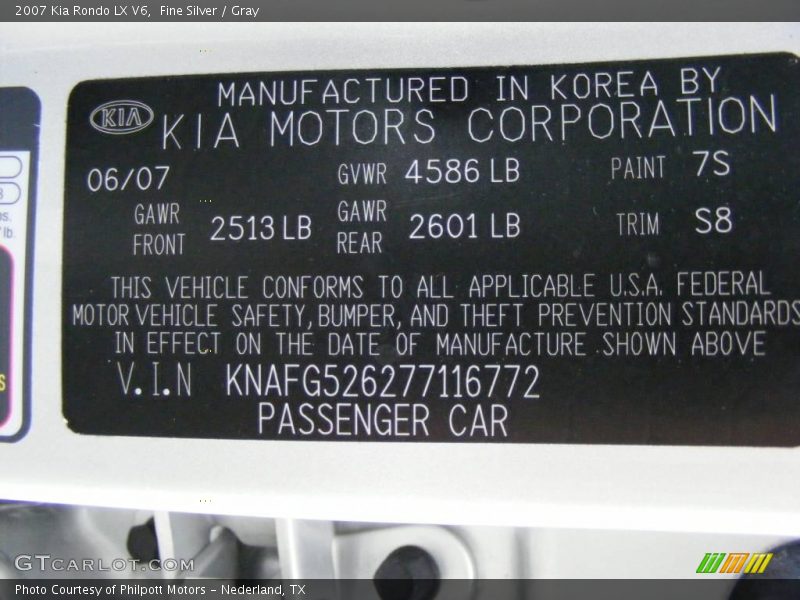 2007 Kia Rondo LX V6,  Fine Silver / Gray
MANUFACTURED IN KOREA BY
KIA KIA MOTORS CORPORATION
06/07 GVWR 4586 LB PAINT 7S
GAWR FRONT 2513 LB GAWR REAR 2601 LB TRIM S8
THIS VEHICLE CONFORMS TO ALL APPLICABLE U.S.A. FEDERAL
MOTOR VEHICLE SAFETY, BUMPER, AND THEFT PREVENTION STANDARDS
IN EFFECT ON THE DATE OF MANUFACTURE SHOWN ABOVE
V.I.N KNAFG526277116772
PASSENGER CAR
GTCARLOT.COM
Photo Courtesy of Philpott Motors - Nederland, TX